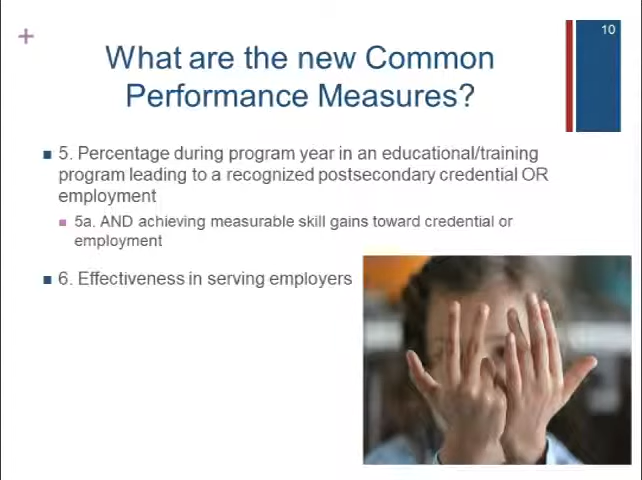 10
+
What are the new Common
Performance Measures?
5. Percentage during program year in an educational/training
program leading to a recognized postsecondary credential OR
employment
5a. AND achieving measurable skill gains toward credential or
employment
6. Effectiveness in serving employers